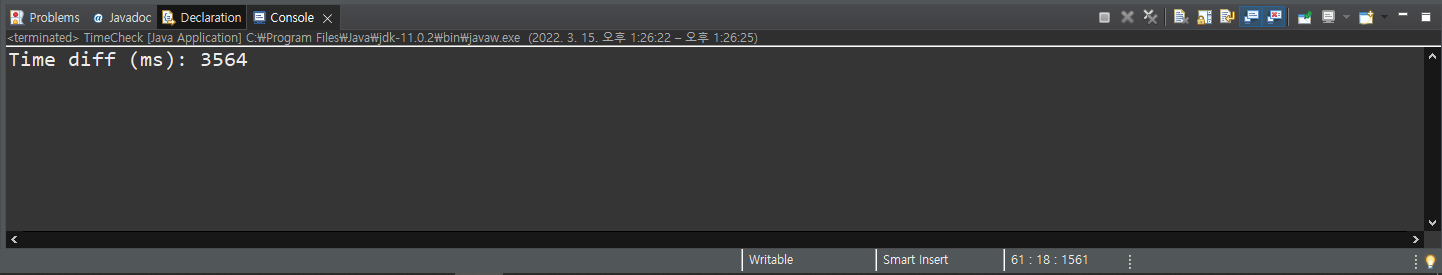 Problems @ Javadoc Declaration Console
<terminated> TimeCheck [Java Application] C:₩Program Files₩Java₩jdk-11.0.2₩bin₩javaw.exe (2022. 3. 15. 오후 1:26:22 – 오후 1:26:25)
Time diff (ms): 3564
Writable Smart Insert 61 : 18 : 1561